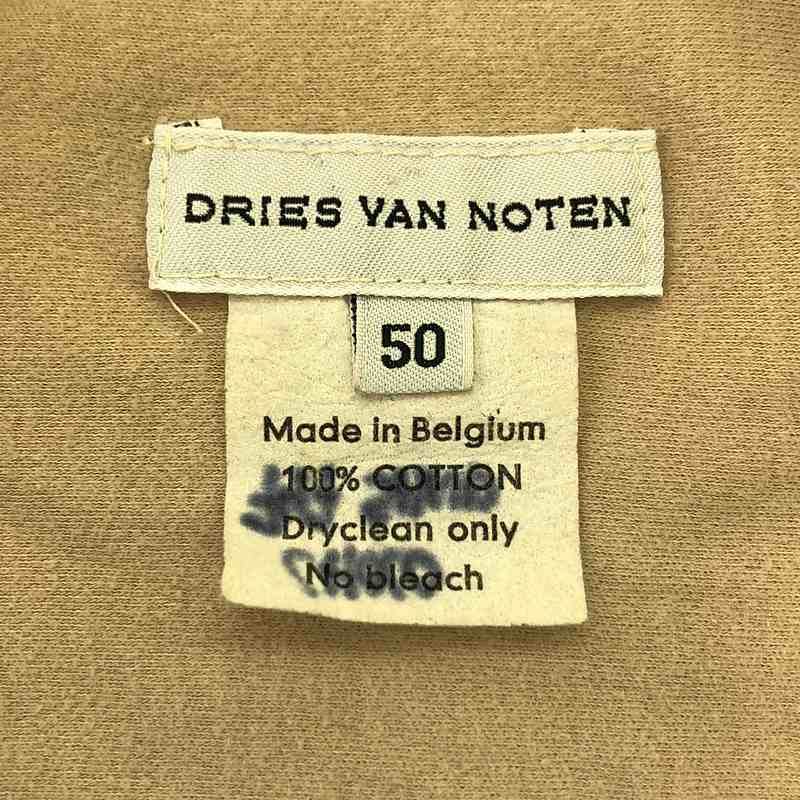 DRIES VAN NOTEN
50
Made in Belgium
100% COTTON
Dryclean only
No bleach